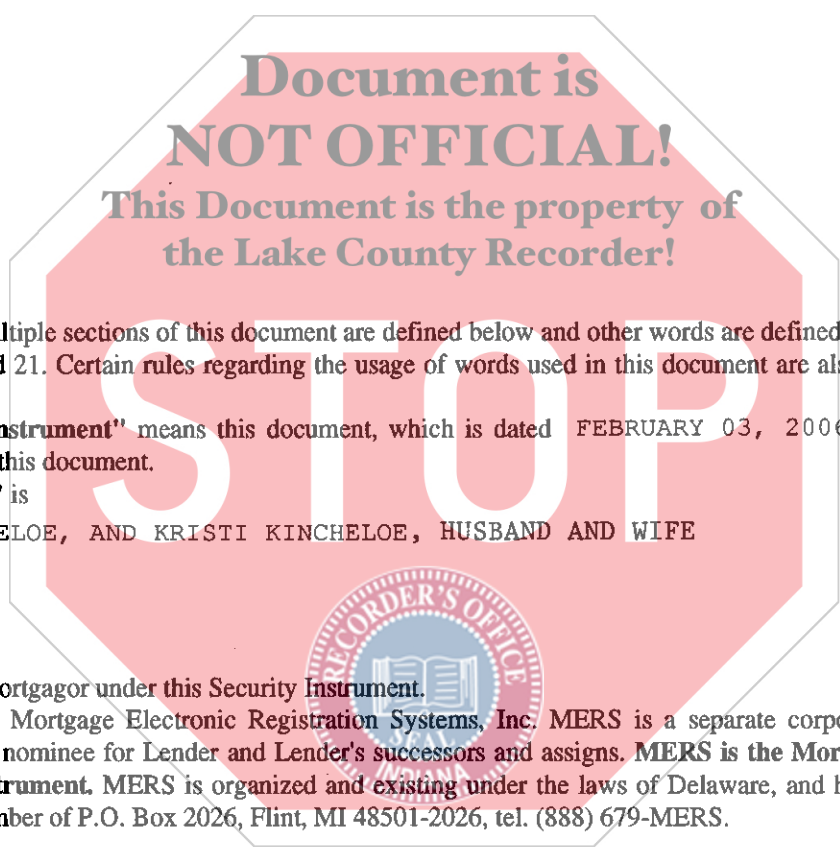 Document is
NOT OFFICIAL!
This Document is the property of
the Lake County Recorder!
STOP
ltiple sections of this document are defined below and other words are defined
21. Certain rules regarding the usage of words used in this document are als
nstrument" means this document, which is dated FEBRUARY 03, 2006
this document.
" is
ELOE, AND KRISTI KINCHELOE, HUSBAND AND WIFE
RECORDER'S OFFICE
SEAL
INDIANA
ortgagor under this Security Instrument.
Mortgage Electronic Registration Systems, Inc. MERS is a separate corpo
nominee for Lender and Lender's successors and assigns. MERS is the Mor
trument. MERS is organized and existing under the laws of Delaware, and h
nber of P.O. Box 2026, Flint, MI 48501-2026, tel. (888) 679-MERS.